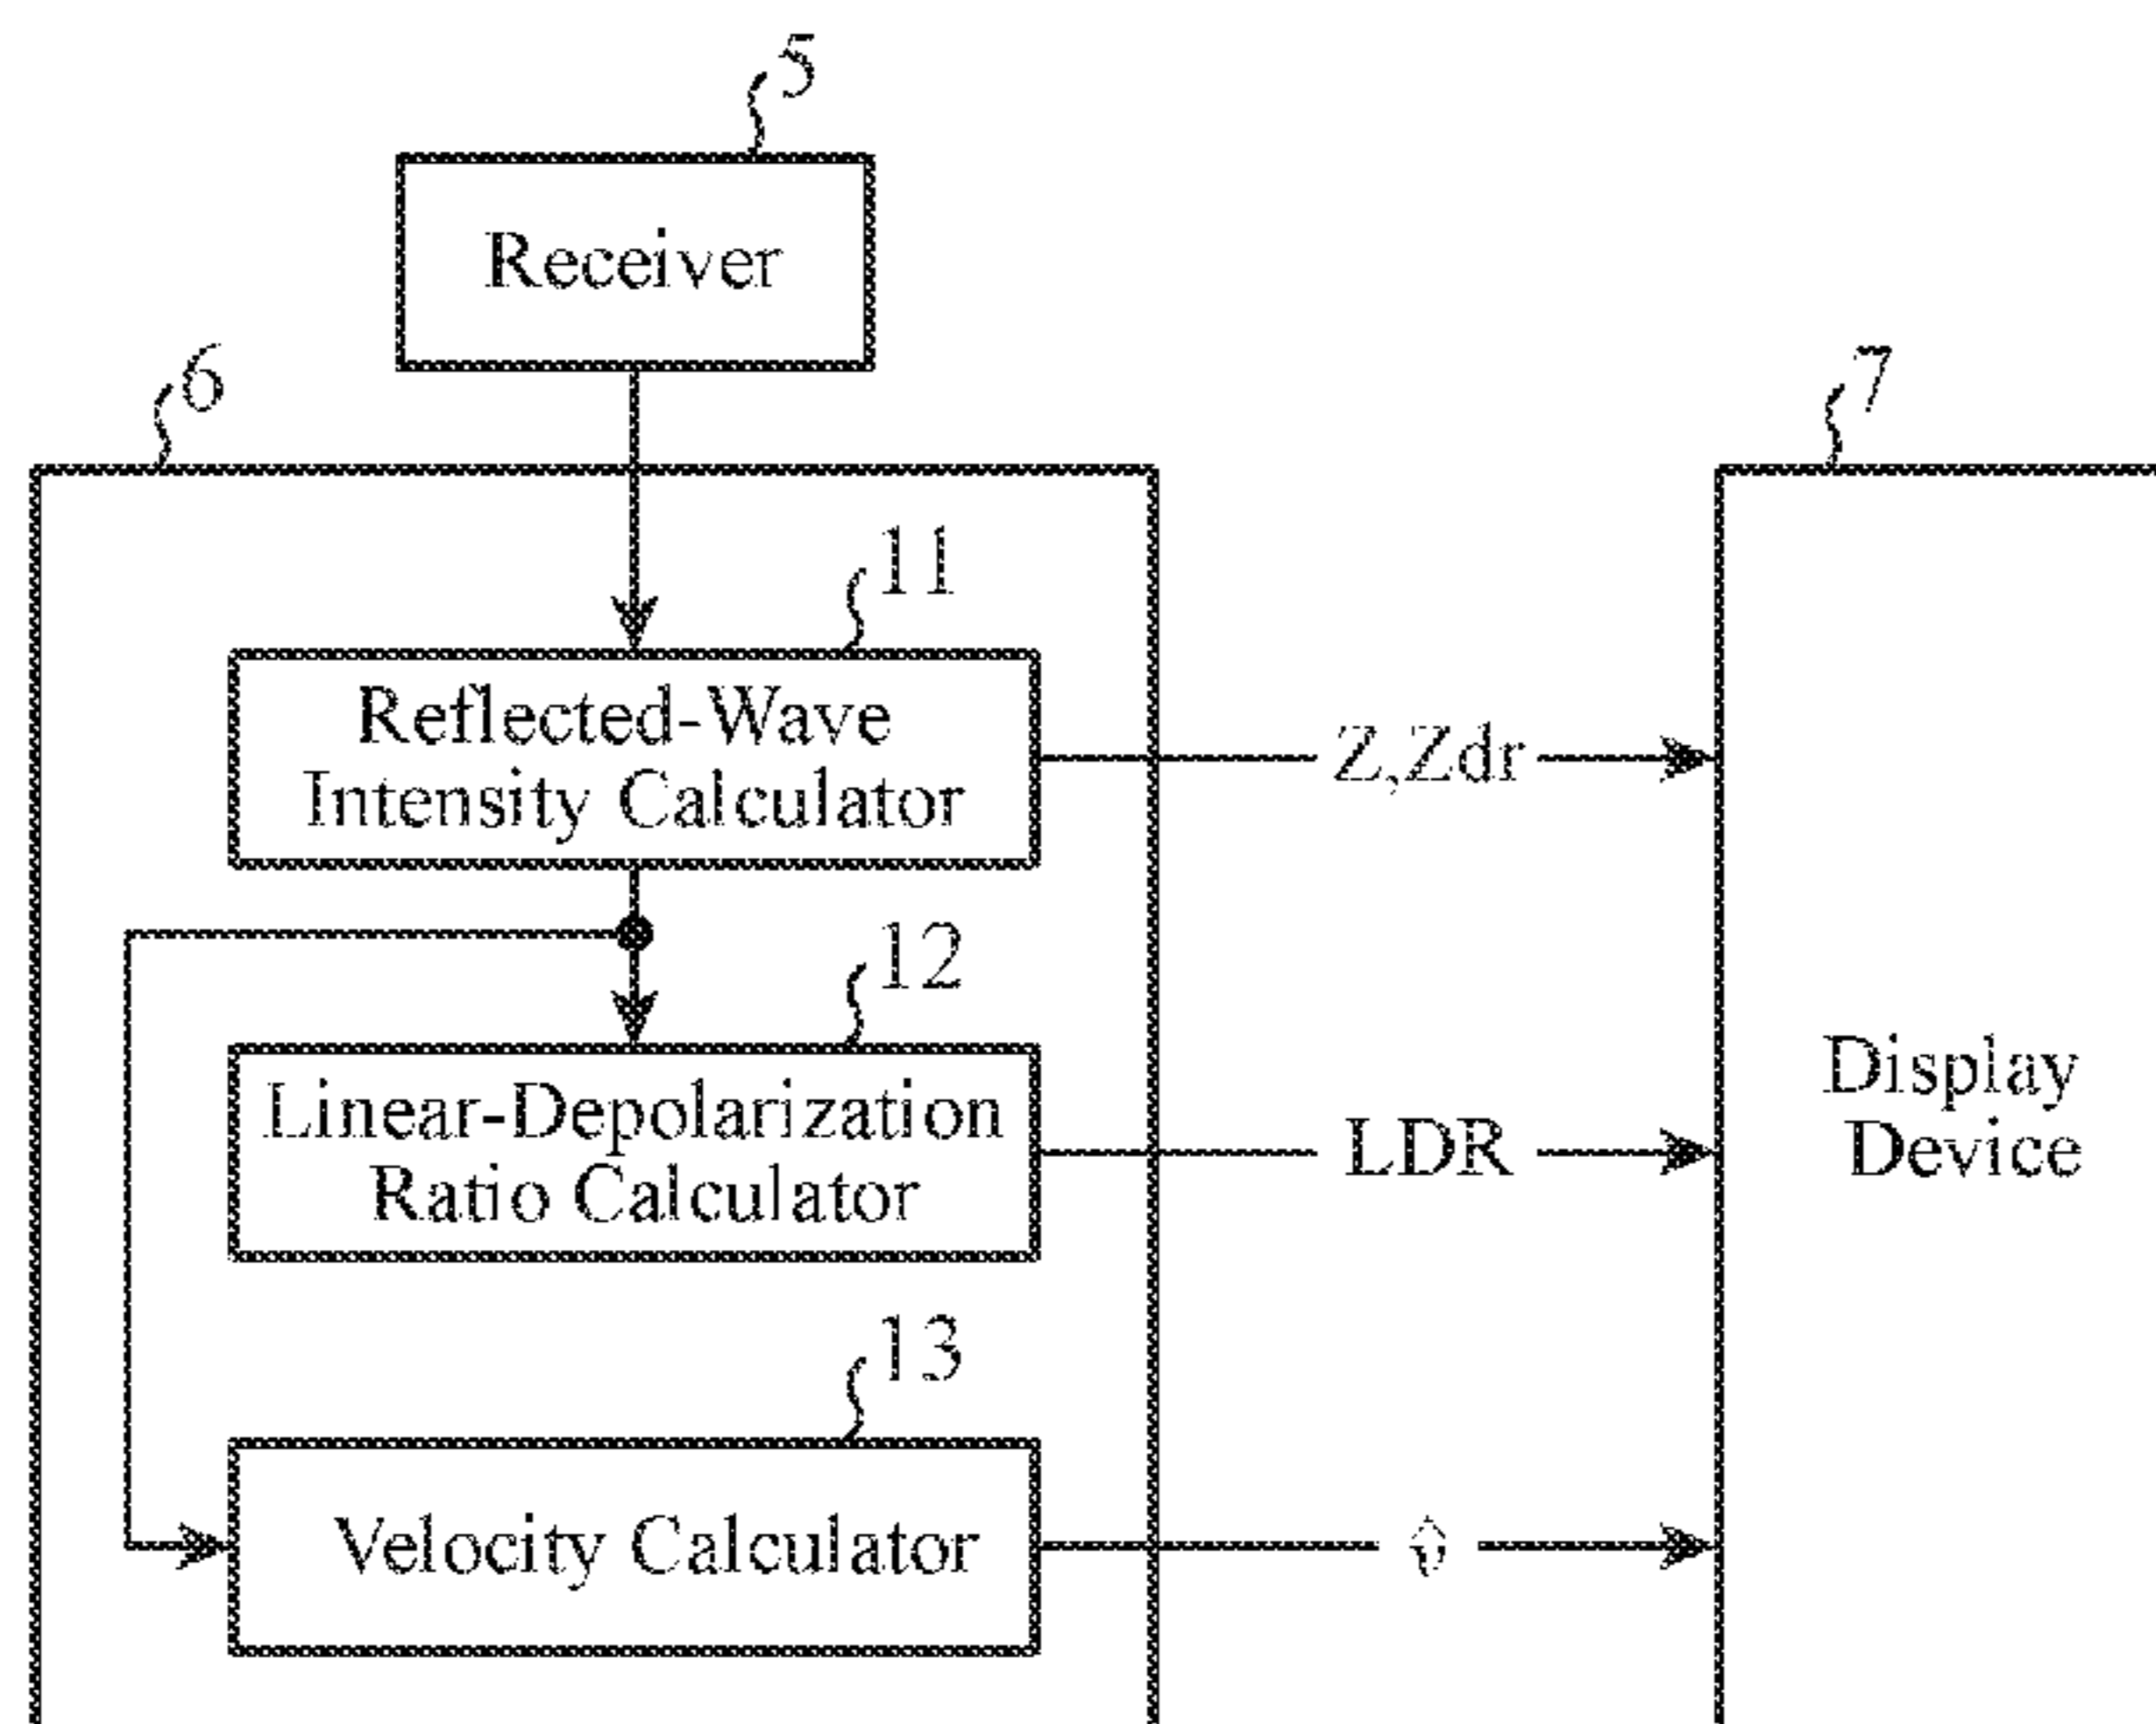 5
Receiver
6
7
11
Reflected-Wave
Intensity Calculator
Z,Zdr
12
Linear-Depolarization
Ratio Calculator
LDR
Display
Device
13
Velocity Calculator
υ̂